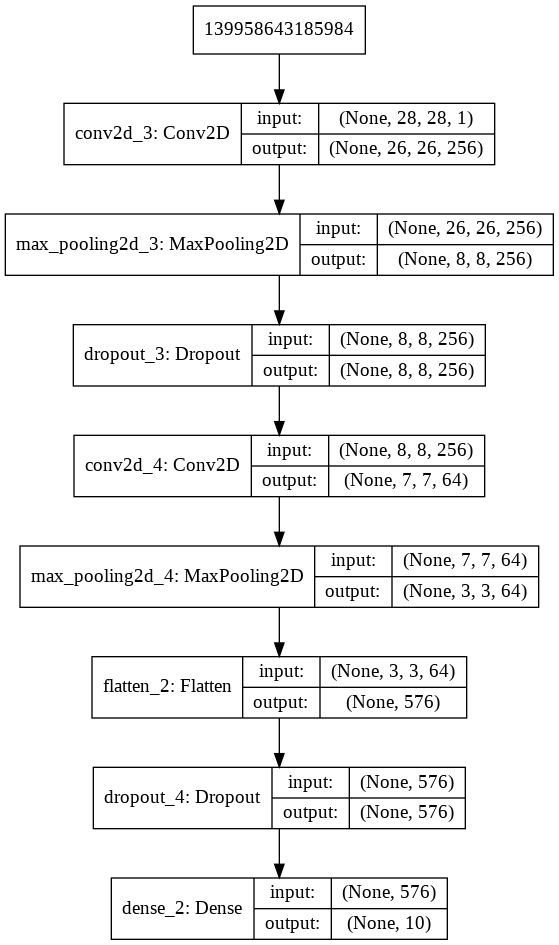 139958643185984
conv2d_3: Conv2D
input: (None, 28, 28, 1)
output: (None, 26, 26, 256)
max_pooling2d_3: MaxPooling2D
input: (None, 26, 26, 256)
output: (None, 8, 8, 256)
dropout_3: Dropout
input: (None, 8, 8, 256)
output: (None, 8, 8, 256)
conv2d_4: Conv2D
input: (None, 8, 8, 256)
output: (None, 7, 7, 64)
max_pooling2d_4: MaxPooling2D
input: (None, 7, 7, 64)
output: (None, 3, 3, 64)
flatten_2: Flatten
input: (None, 3, 3, 64)
output: (None, 576)
dropout_4: Dropout
input: (None, 576)
output: (None, 576)
dense_2: Dense
input: (None, 576)
output: (None, 10)